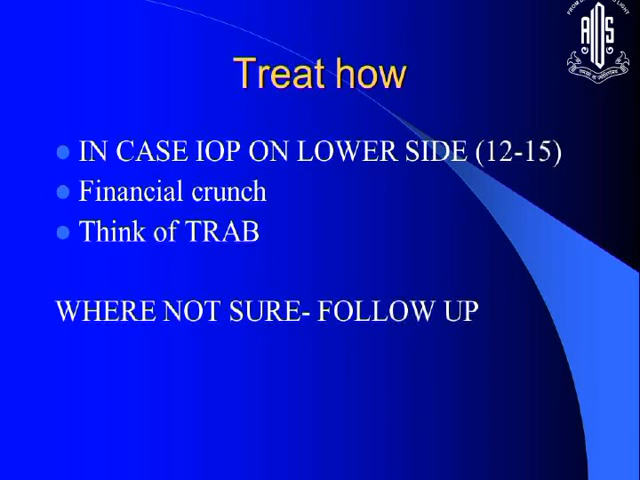 AIOS
Treat how
IN CASE IOP ON LOWER SIDE (12-15)
Financial crunch
Think of TRAB
WHERE NOT SURE- FOLLOW UP